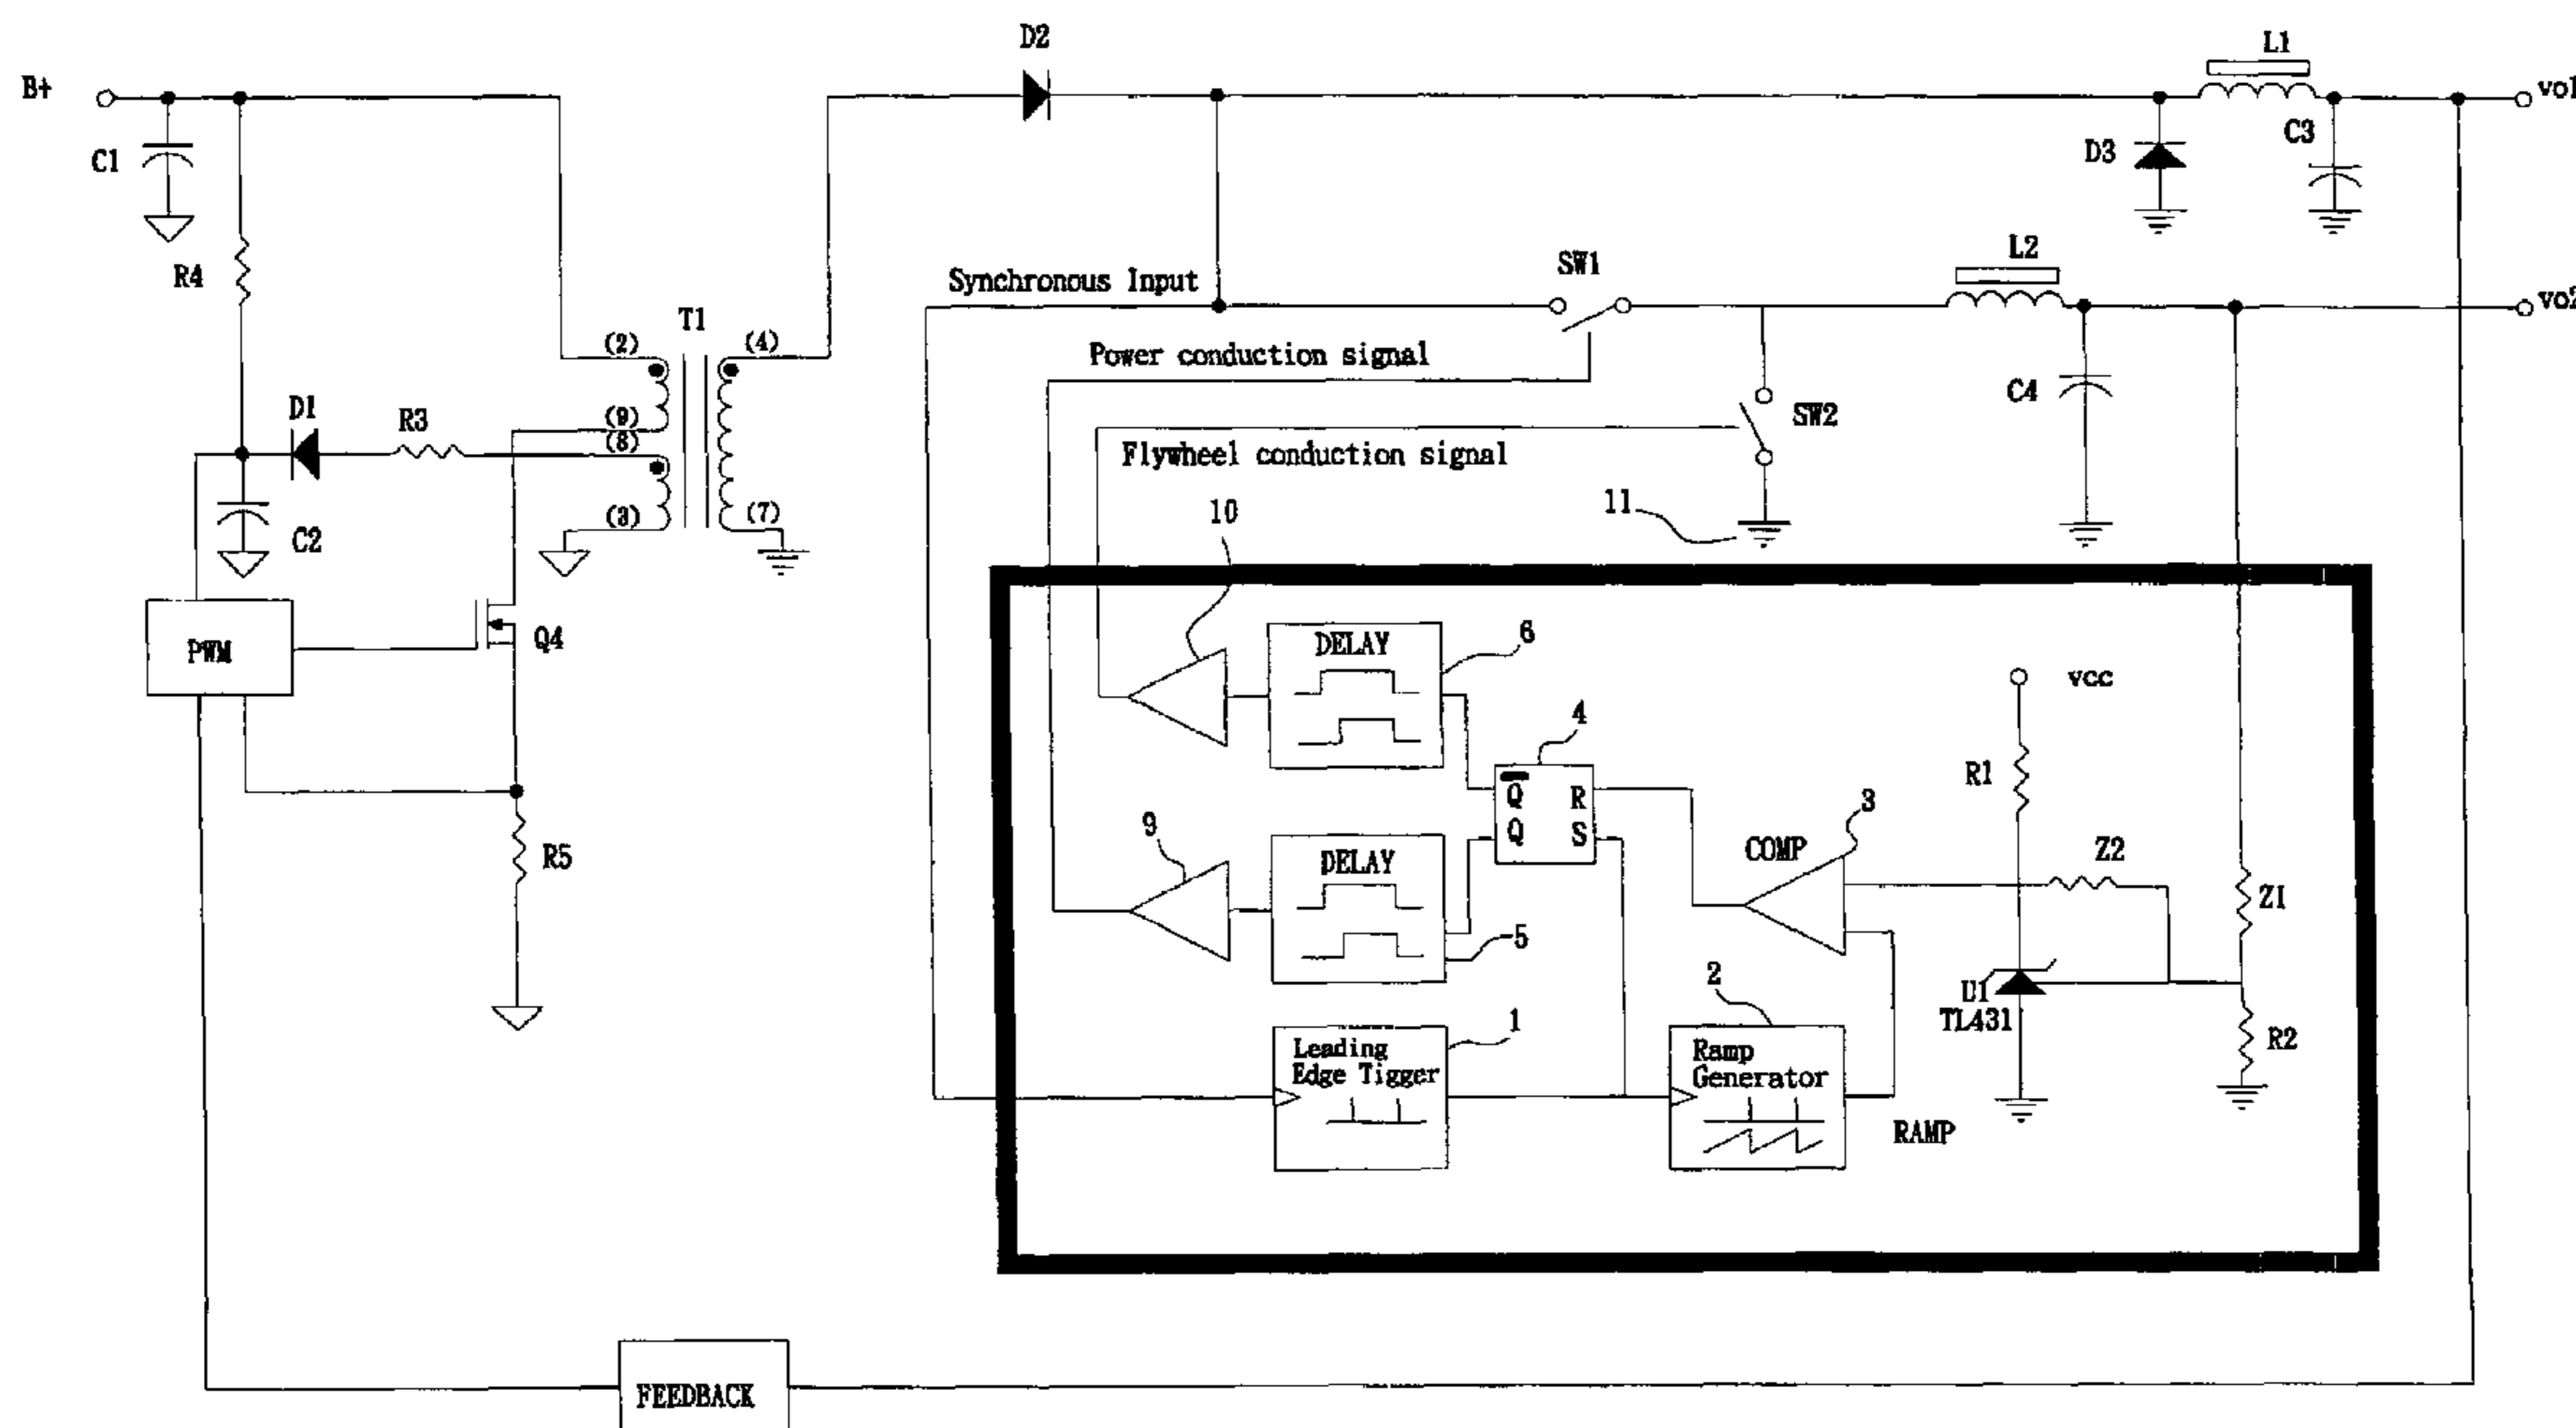 D2
L1
B+
vo1
C1
D3
C3
R4
L2
SW1
Synchronous Input
vo2
T1
(2)
(4)
Power conduction signal
C4
D1
R3
(9)
(8)
SW2
Flywheel conduction signal
(3)
(7)
10
11
C2
PWM
Q4
DELAY
6
vcc
4
R1
Q
R
Q
S
3
9
DELAY
COMP
Z2
R5
Z1
5
2
U1
TL431
1
Leading
Edge Tigger
Ramp
Generator
R2
RAMP
FEEDBACK